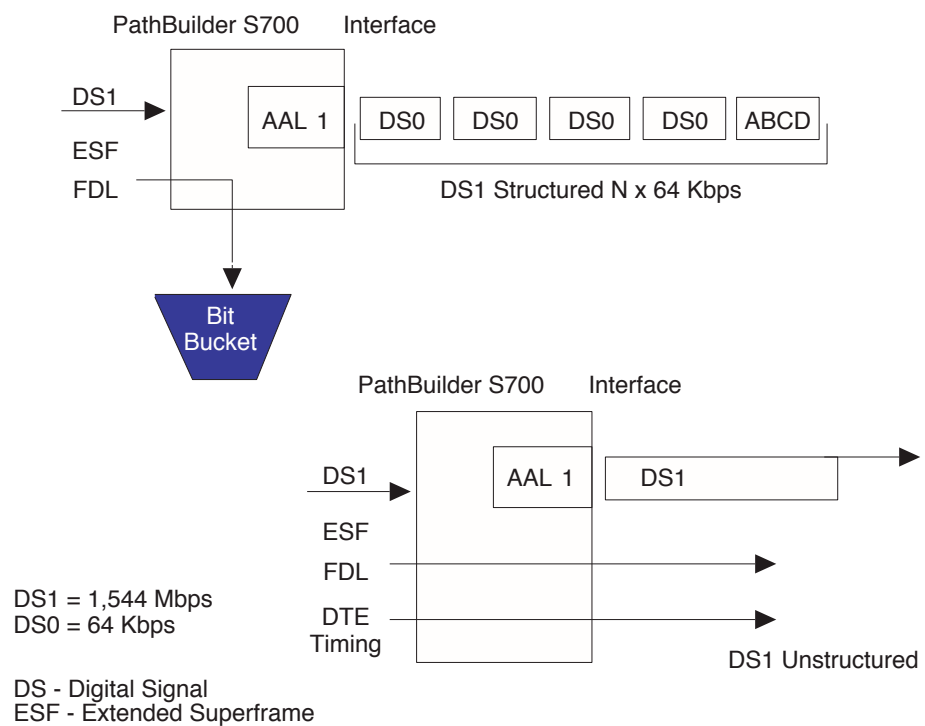 PathBuilder S700 Interface
DS1
AAL 1 DS0 DS0 DS0 DS0 ABCD
ESF
FDL
DS1 Structured N x 64 Kbps
Bit
Bucket
PathBuilder S700 Interface
DS1
AAL 1 DS1
ESF
FDL
DTE
Timing
DS1 Unstructured
DS1 = 1,544 Mbps
DS0 = 64 Kbps
DS - Digital Signal
ESF - Extended Superframe